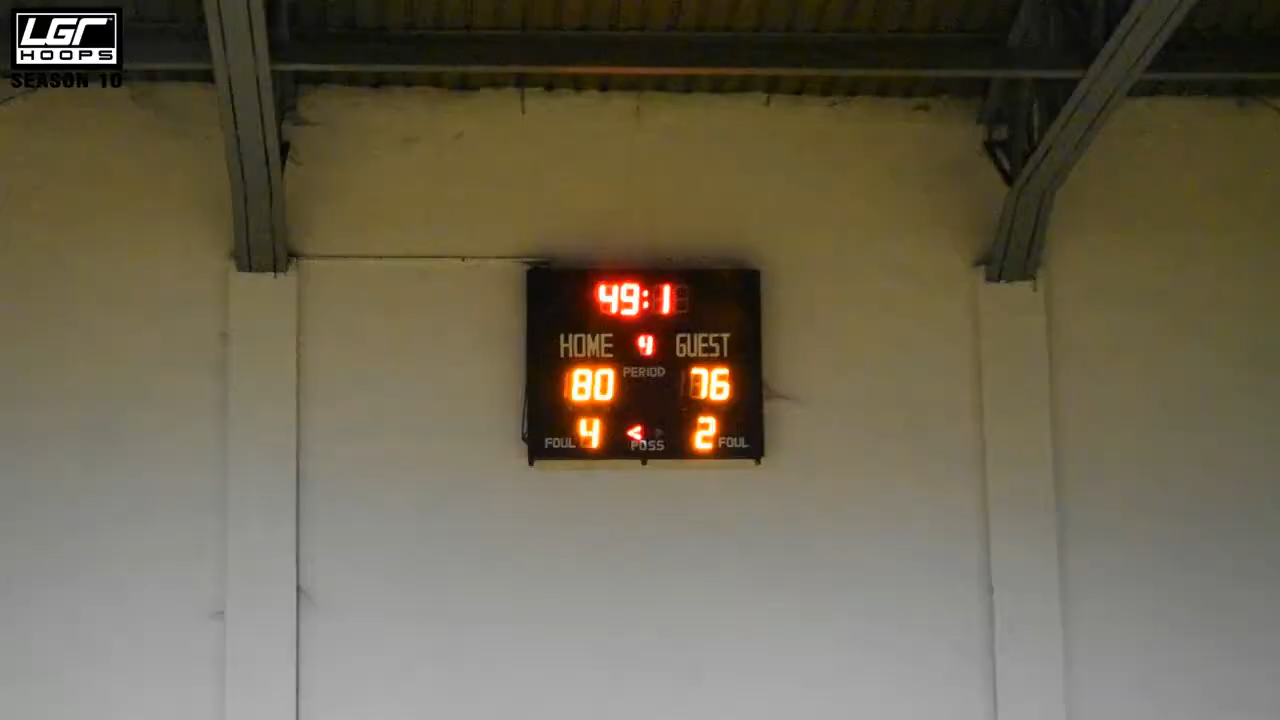 LGR
HOOPS
SEASON 10
49:1
HOME 4 GUEST
PERIOD
80 76
FOUL 4 < POSS 2 FOUL